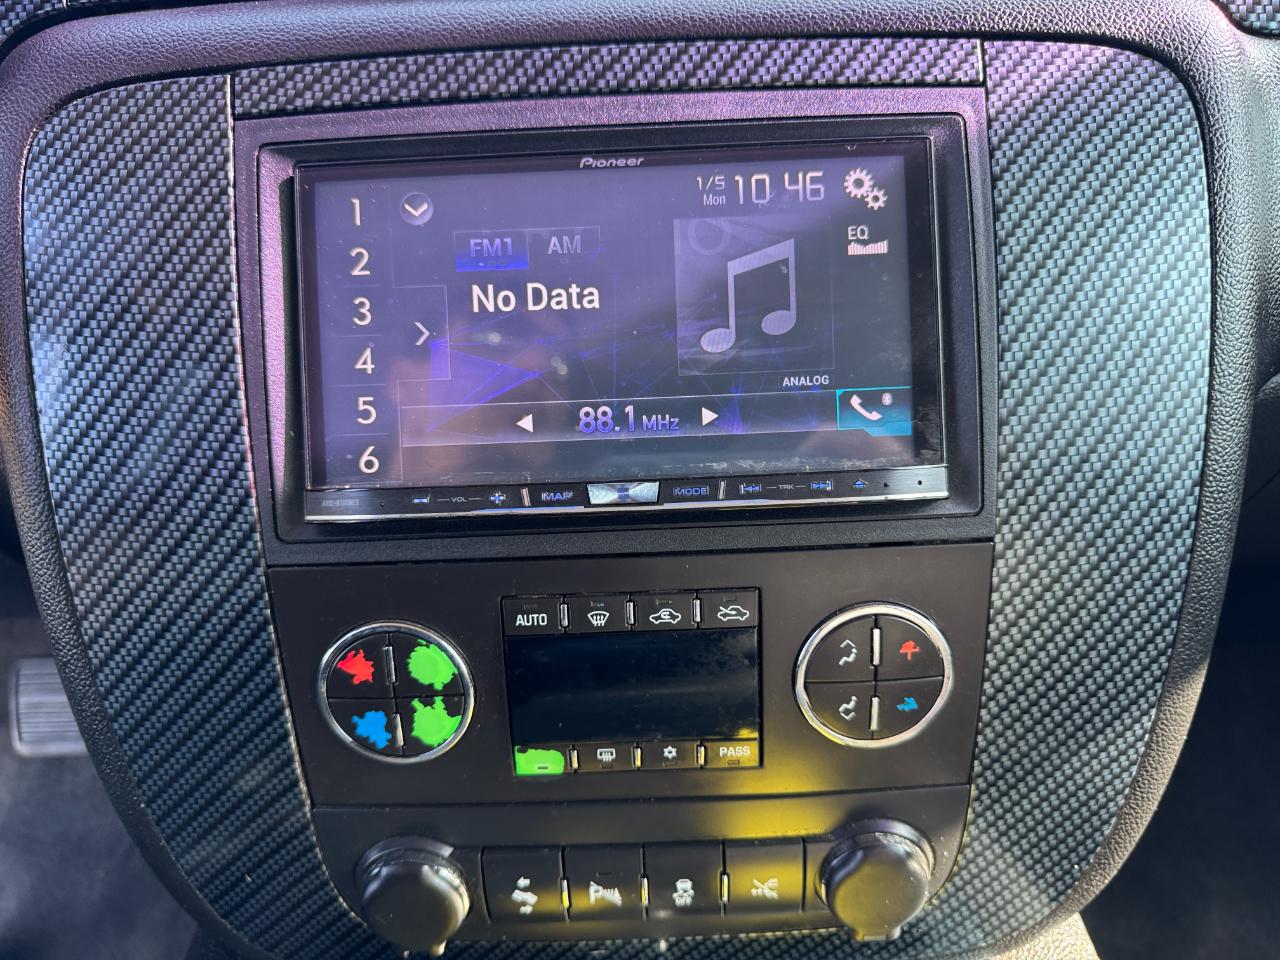 Pioneer
1/5
Mon
10 46
1
2
3
4
5
6
FM1
AM
EQ
No Data
ANALOG
88.1 MHz
VOL
MAP
MODE
TRK
AUTO
PASS
OFF